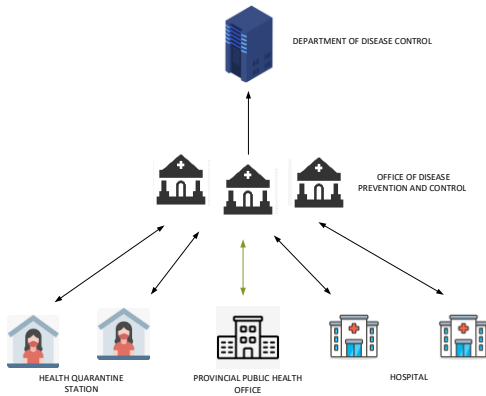 DEPARTMENT OF DISEASE CONTROL
OFFICE OF DISEASE
PREVENTION AND CONTROL
HEALTH QUARANTINE
STATION
PROVINCIAL PUBLIC HEALTH
OFFICE
HOSPITAL